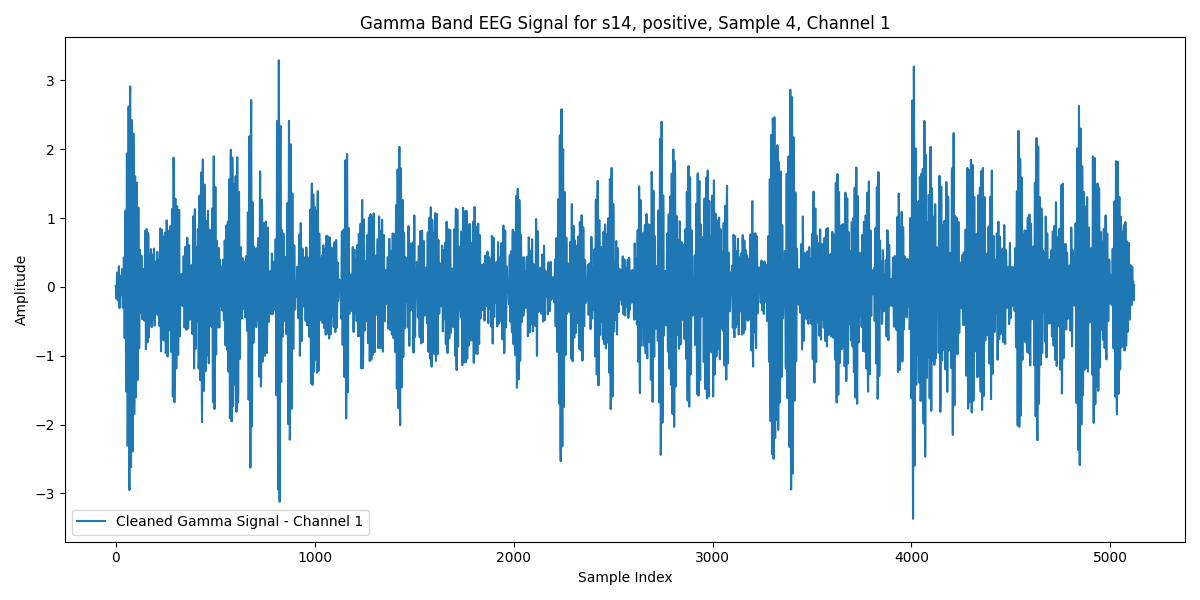 Gamma Band EEG Signal for s14, positive, Sample 4, Channel 1
Amplitude
3
2
1
0
−1
−2
−3
Cleaned Gamma Signal - Channel 1
0 1000 2000 3000 4000 5000
Sample Index